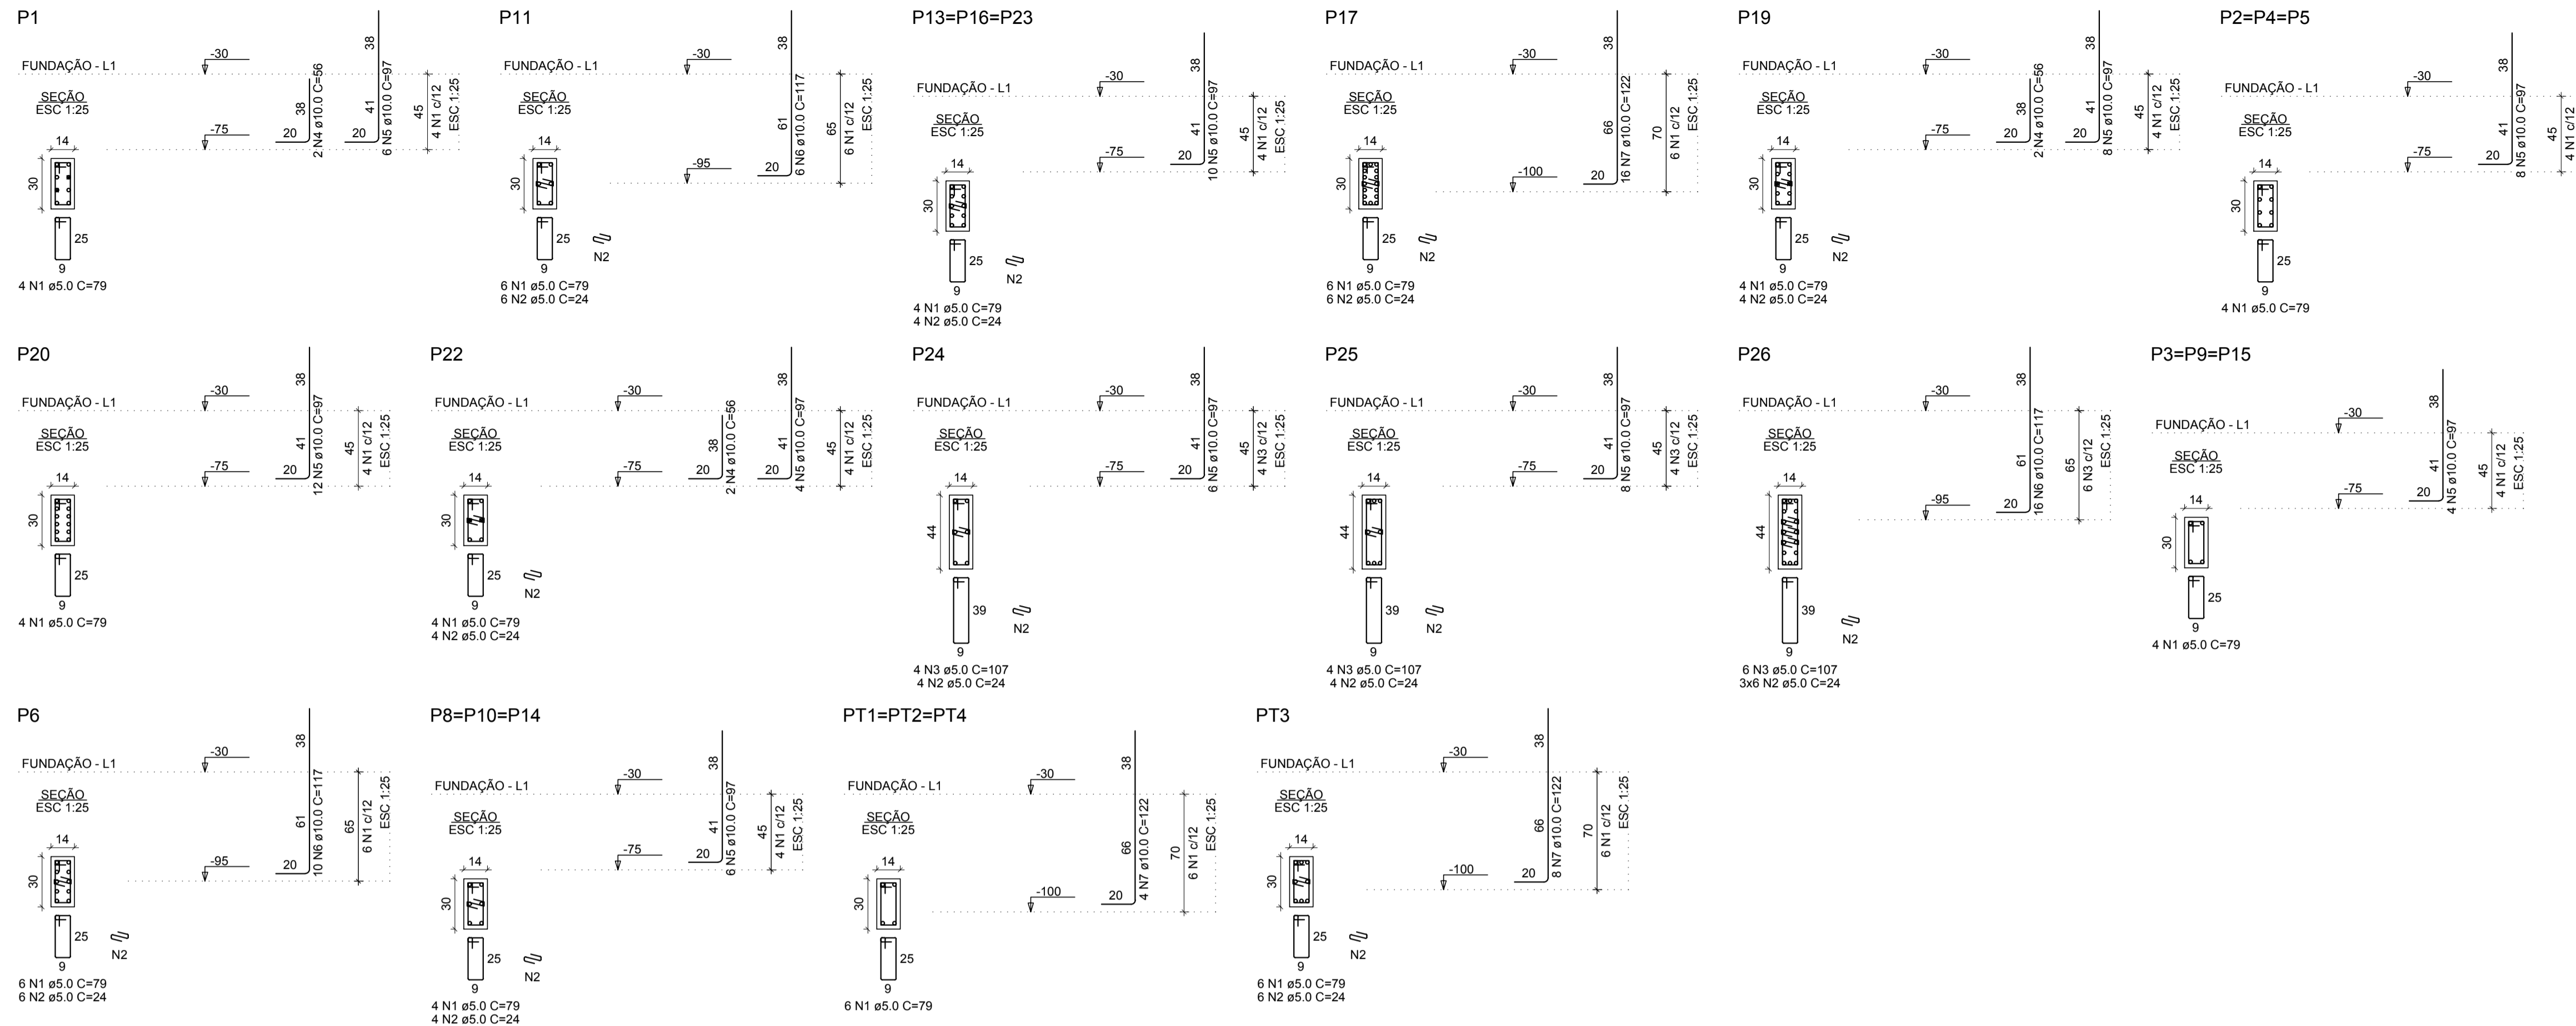 P1
FUNDAÇÃO - L1
-30
-75
SEÇÃO
ESC 1:25
14
30
25
9
4 N1 ø5.0 C=79
20
38
2 N4 ø10.0 C=56
20
41
38
6 N5 ø10.0 C=97
45
4 N1 c/12
ESC 1:25
P11
FUNDAÇÃO - L1
-30
-95
SEÇÃO
ESC 1:25
14
30
25
9
N2
6 N1 ø5.0 C=79
6 N2 ø5.0 C=24
20
61
38
6 N6 ø10.0 C=117
65
6 N1 c/12
ESC 1:25
P13=P16=P23
FUNDAÇÃO - L1
-30
-75
SEÇÃO
ESC 1:25
14
30
25
9
N2
4 N1 ø5.0 C=79
4 N2 ø5.0 C=24
20
41
38
10 N5 ø10.0 C=97
45
4 N1 c/12
ESC 1:25
P17
FUNDAÇÃO - L1
-30
-100
SEÇÃO
ESC 1:25
14
30
25
9
N2
6 N1 ø5.0 C=79
6 N2 ø5.0 C=24
20
66
38
16 N7 ø10.0 C=122
70
6 N1 c/12
ESC 1:25
P19
FUNDAÇÃO - L1
-30
-75
SEÇÃO
ESC 1:25
14
30
25
9
N2
4 N1 ø5.0 C=79
4 N2 ø5.0 C=24
20
38
2 N4 ø10.0 C=56
20
41
38
8 N5 ø10.0 C=97
45
4 N1 c/12
ESC 1:25
P2=P4=P5
FUNDAÇÃO - L1
-30
-75
SEÇÃO
ESC 1:25
14
30
25
9
4 N1 ø5.0 C=79
20
41
38
8 N5 ø10.0 C=97
45
4 N1 c/12
P20
FUNDAÇÃO - L1
-30
-75
SEÇÃO
ESC 1:25
14
30
25
9
4 N1 ø5.0 C=79
20
41
38
12 N5 ø10.0 C=97
45
4 N1 c/12
ESC 1:25
P22
FUNDAÇÃO - L1
-30
-75
SEÇÃO
ESC 1:25
14
30
25
9
N2
4 N1 ø5.0 C=79
4 N2 ø5.0 C=24
20
38
2 N4 ø10.0 C=56
20
41
38
4 N5 ø10.0 C=97
45
4 N1 c/12
ESC 1:25
P24
FUNDAÇÃO - L1
-30
-75
SEÇÃO
ESC 1:25
14
44
39
9
N2
4 N3 ø5.0 C=107
4 N2 ø5.0 C=24
20
41
38
6 N5 ø10.0 C=97
45
4 N3 c/12
ESC 1:25
P25
FUNDAÇÃO - L1
-30
-75
SEÇÃO
ESC 1:25
14
44
39
9
N2
4 N3 ø5.0 C=107
4 N2 ø5.0 C=24
20
41
38
8 N5 ø10.0 C=97
45
4 N3 c/12
ESC 1:25
P26
FUNDAÇÃO - L1
-30
-95
SEÇÃO
ESC 1:25
14
44
39
9
N2
6 N3 ø5.0 C=107
3x6 N2 ø5.0 C=24
20
61
38
16 N6 ø10.0 C=117
65
6 N3 c/12
ESC 1:25
P3=P9=P15
FUNDAÇÃO - L1
-30
-75
SEÇÃO
ESC 1:25
14
30
25
9
4 N1 ø5.0 C=79
20
41
38
4 N5 ø10.0 C=97
45
4 N1 c/12
ESC 1:25
P6
FUNDAÇÃO - L1
-30
-95
SEÇÃO
ESC 1:25
14
30
25
9
N2
6 N1 ø5.0 C=79
6 N2 ø5.0 C=24
20
61
38
10 N6 ø10.0 C=117
65
6 N1 c/12
ESC 1:25
P8=P10=P14
FUNDAÇÃO - L1
-30
-75
SEÇÃO
ESC 1:25
14
30
25
9
N2
4 N1 ø5.0 C=79
4 N2 ø5.0 C=24
20
41
38
6 N5 ø10.0 C=97
45
4 N1 c/12
ESC 1:25
PT1=PT2=PT4
FUNDAÇÃO - L1
-30
-100
SEÇÃO
ESC 1:25
14
30
25
9
6 N1 ø5.0 C=79
20
66
38
4 N7 ø10.0 C=122
70
6 N1 c/12
ESC 1:25
PT3
FUNDAÇÃO - L1
-30
-100
SEÇÃO
ESC 1:25
14
30
25
9
N2
6 N1 ø5.0 C=79
6 N2 ø5.0 C=24
20
66
38
8 N7 ø10.0 C=122
70
6 N1 c/12
ESC 1:25